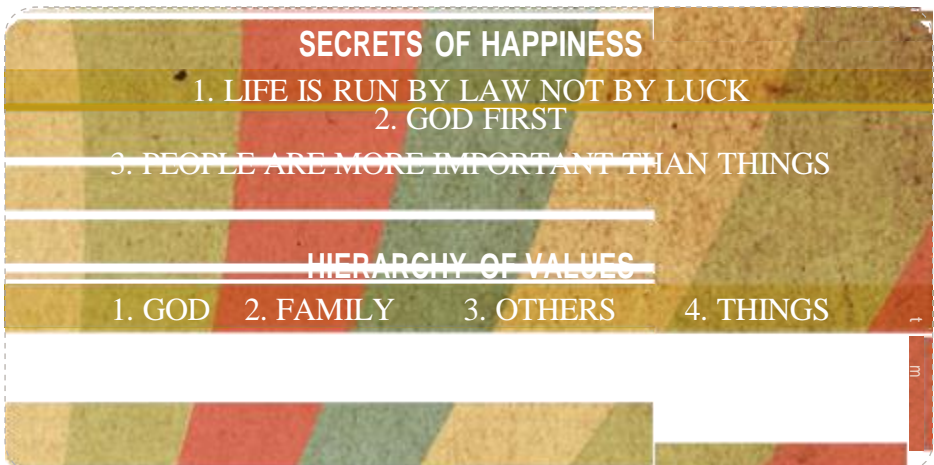 SECRETS OF HAPPINESS
1. LIFE IS RUN BY LAW NOT BY LUCK
2. GOD FIRST
3. PEOPLE ARE MORE IMPORTANT THAN THINGS
HIERARCHY OF VALUES
1. GOD 2. FAMILY 3. OTHERS 4. THINGS
t
m